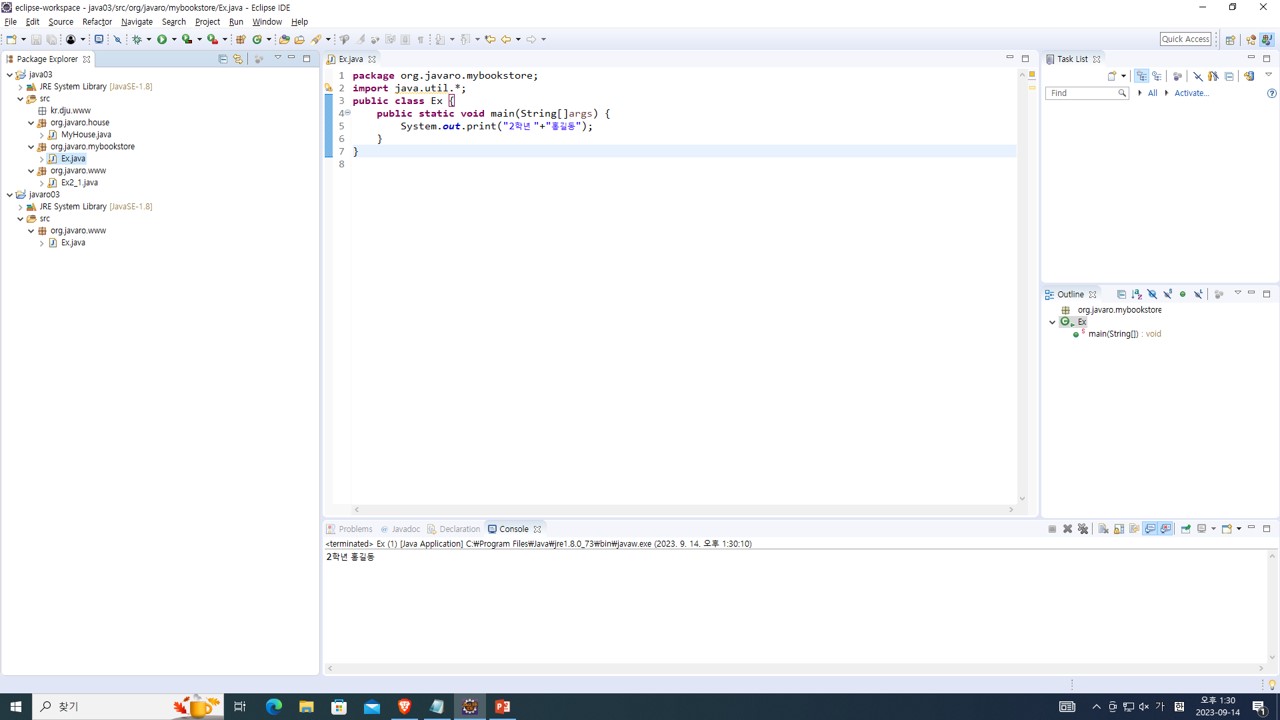 eclipse-workspace - java03/src/org/javaro/mybookstore/Ex.java - Eclipse IDE
File Edit Source Refactor Navigate Search Project Run Window Help
Quick Access
Package Explorer
java03
JRE System Library [JavaSE-1.8]
src
kr.dju.www
org.javaro.house
MyHouse.java
org.javaro.mybookstore
Ex.java
org.javaro.www
Ex2_1.java
javaro03
JRE System Library [JavaSE-1.8]
src
org.javaro.www
Ex.java
Ex.java
1 package org.javaro.mybookstore;
2 import java.util.*;
3 public class Ex {
4 public static void main(String[]args) {
5 System.out.print("2학년 "+"홍길동");
6 }
7 }
8
Task List
Find All Activate...
Outline
org.javaro.mybookstore
Ex
main(String[]) : void
Problems Javadoc Declaration Console
<terminated> Ex (1) [Java Application] C:₩Program Files₩Java₩jre1.8.0_73₩bin₩javaw.exe (2023. 9. 14. 오후 1:30:10)
2학년 홍길동
찾기
가
오후 1:30
2023-09-14
1